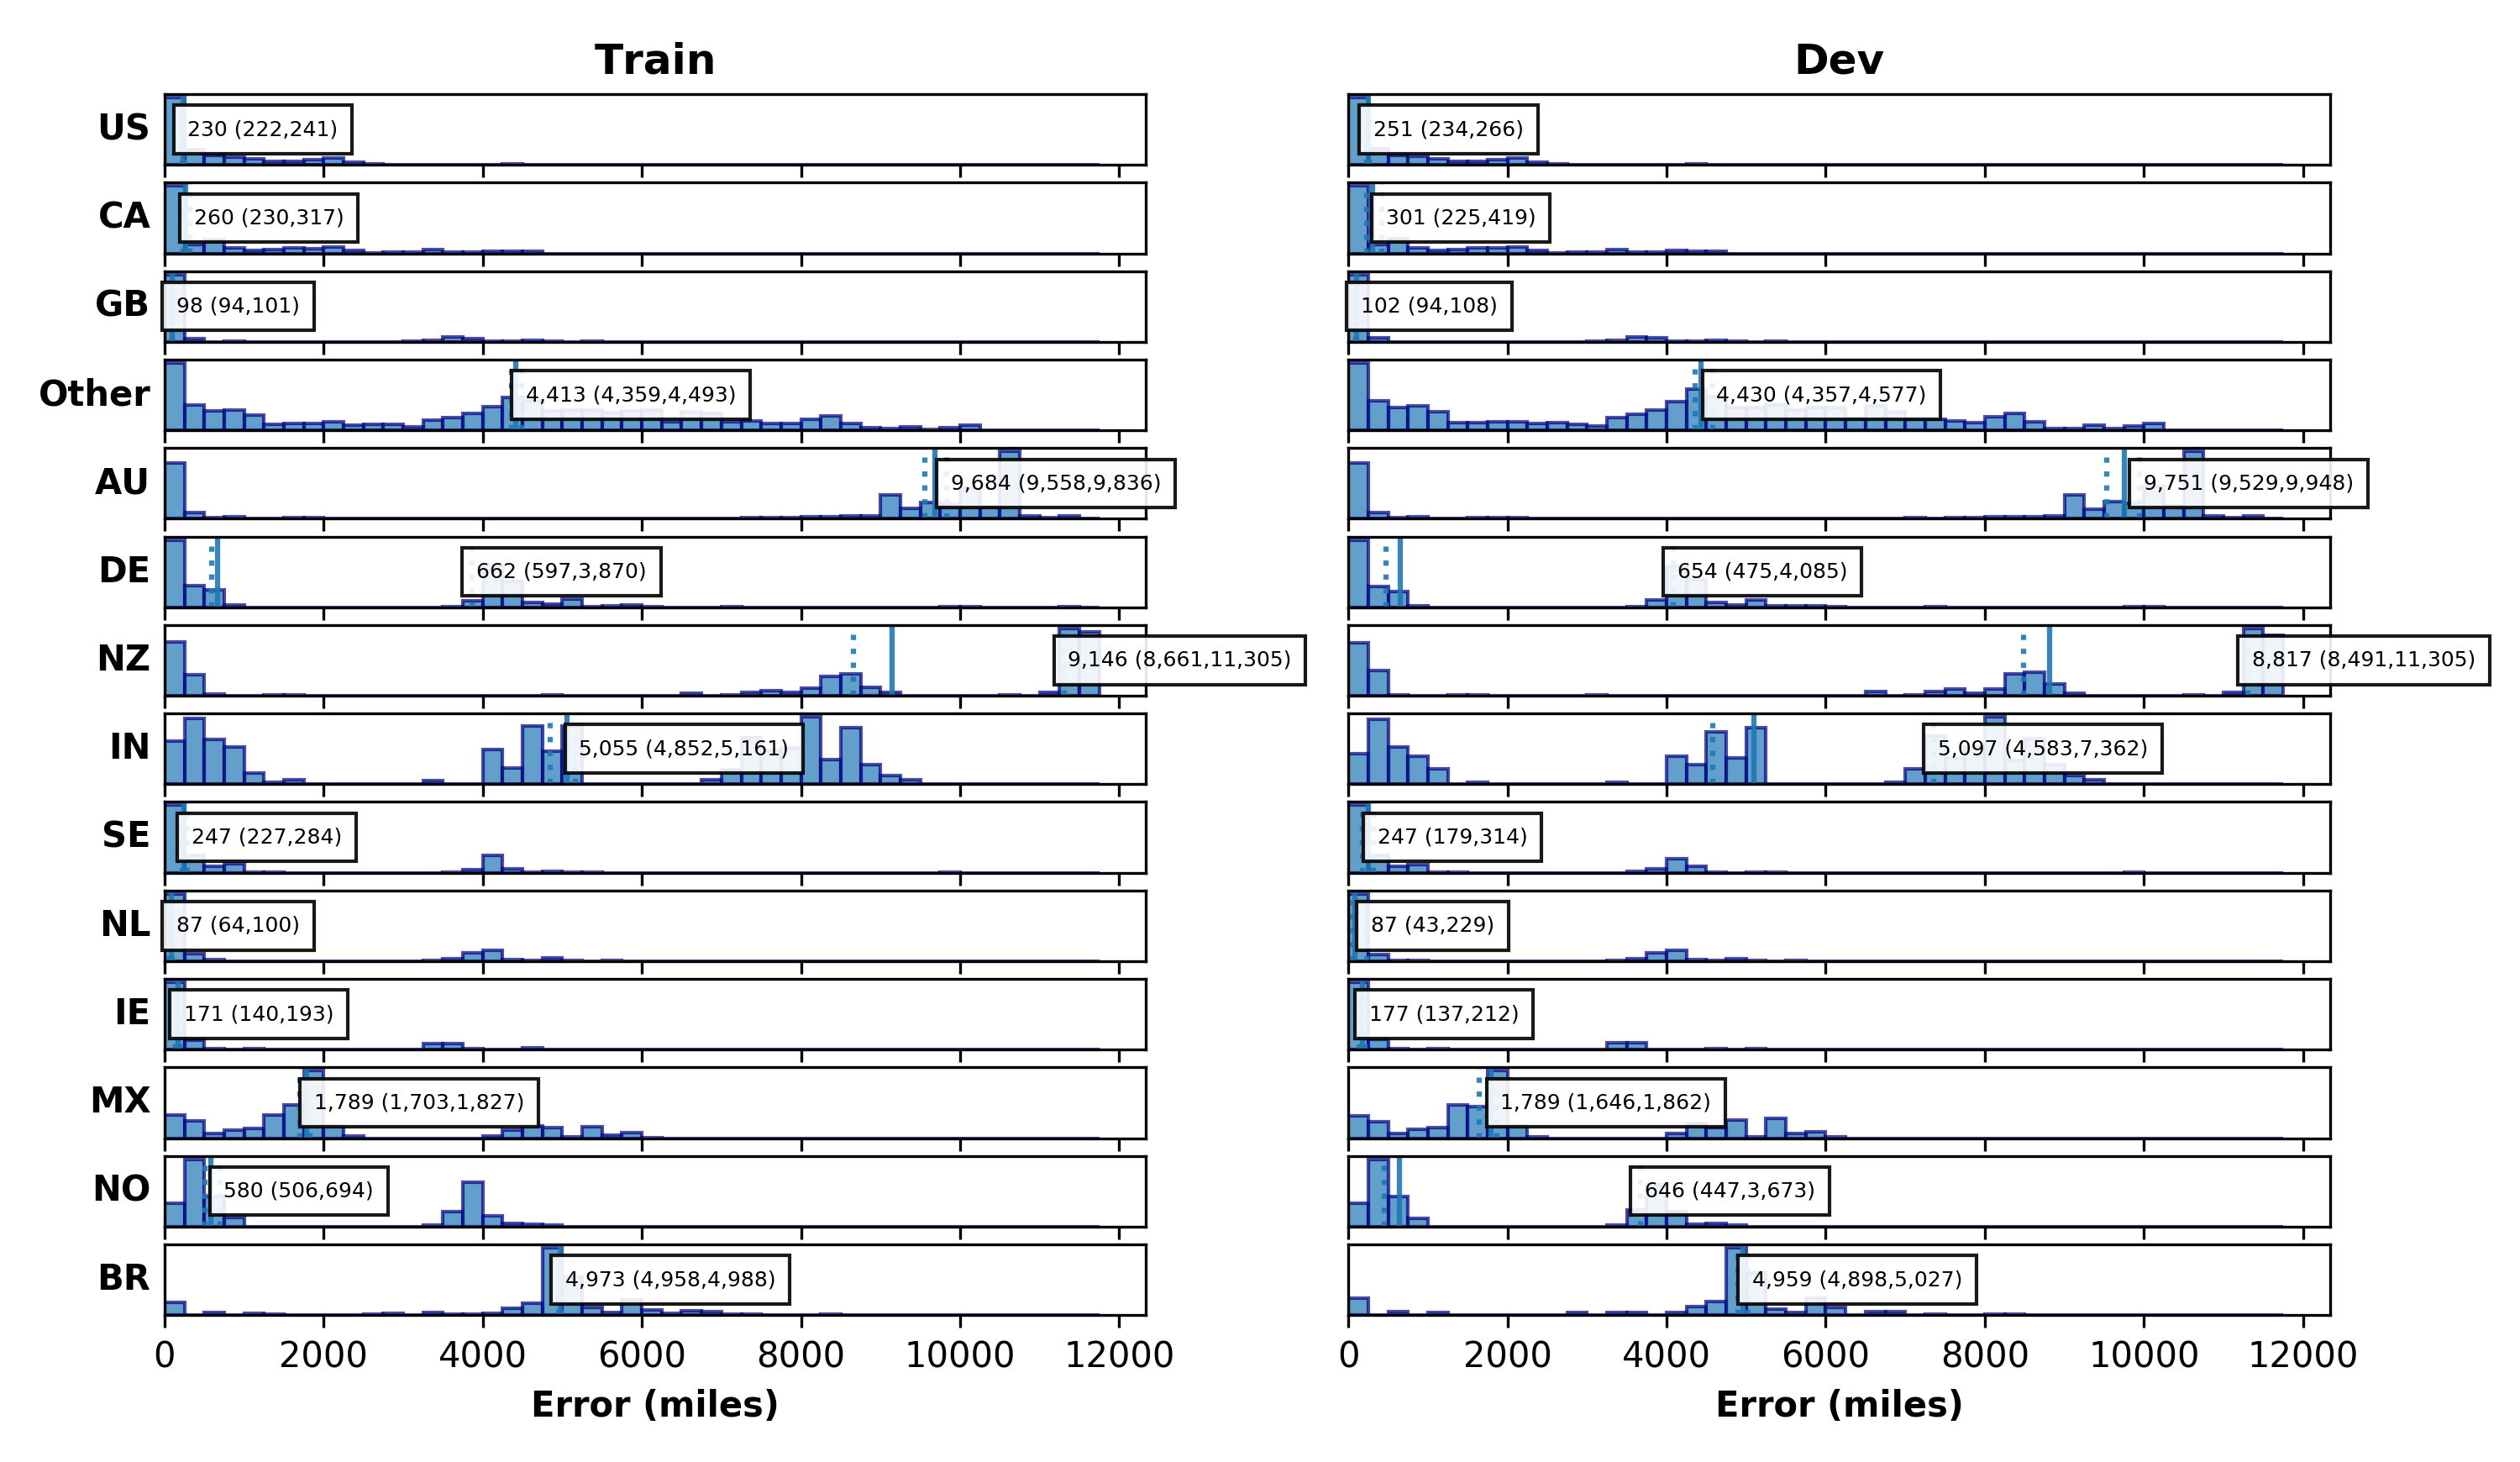 Train
US
230 (222,241)
CA
260 (230,317)
GB
98 (94,101)
Other
4,413 (4,359,4,493)
AU
9,684 (9,558,9,836)
DE
662 (597,3,870)
NZ
9,146 (8,661,11,305)
IN
5,055 (4,852,5,161)
SE
247 (227,284)
NL
87 (64,100)
IE
171 (140,193)
MX
1,789 (1,703,1,827)
NO
580 (506,694)
BR
4,973 (4,958,4,988)
0 2000 4000 6000 8000 10000 12000
Error (miles)
Dev
251 (234,266)
301 (225,419)
102 (94,108)
4,430 (4,357,4,577)
9,751 (9,529,9,948)
654 (475,4,085)
8,817 (8,491,11,305)
5,097 (4,583,7,362)
247 (179,314)
87 (43,229)
177 (137,212)
1,789 (1,646,1,862)
646 (447,3,673)
4,959 (4,898,5,027)
0 2000 4000 6000 8000 10000 12000
Error (miles)